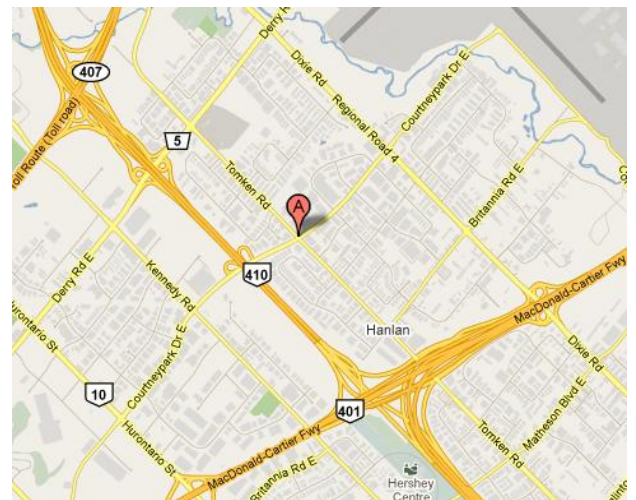 407
Derry R
Dixie Rd
Regional Road 4
Courtneypark Dr E
5
oll Route (Toll road)
Tomken Rd
A
Britannia Rd E
Co
410
Derry Rd E
Kennedy Rd
MacDonald-Cartier Fwy
Hurontario St
Courtneypark Dr E
Hanlan
Dixie Rd
10
401
Matheson Blvd E
Hurontario St
Tomken Rd
MacDonald-Cartier Fwy
Britannia Rd E
Hershey
Centre